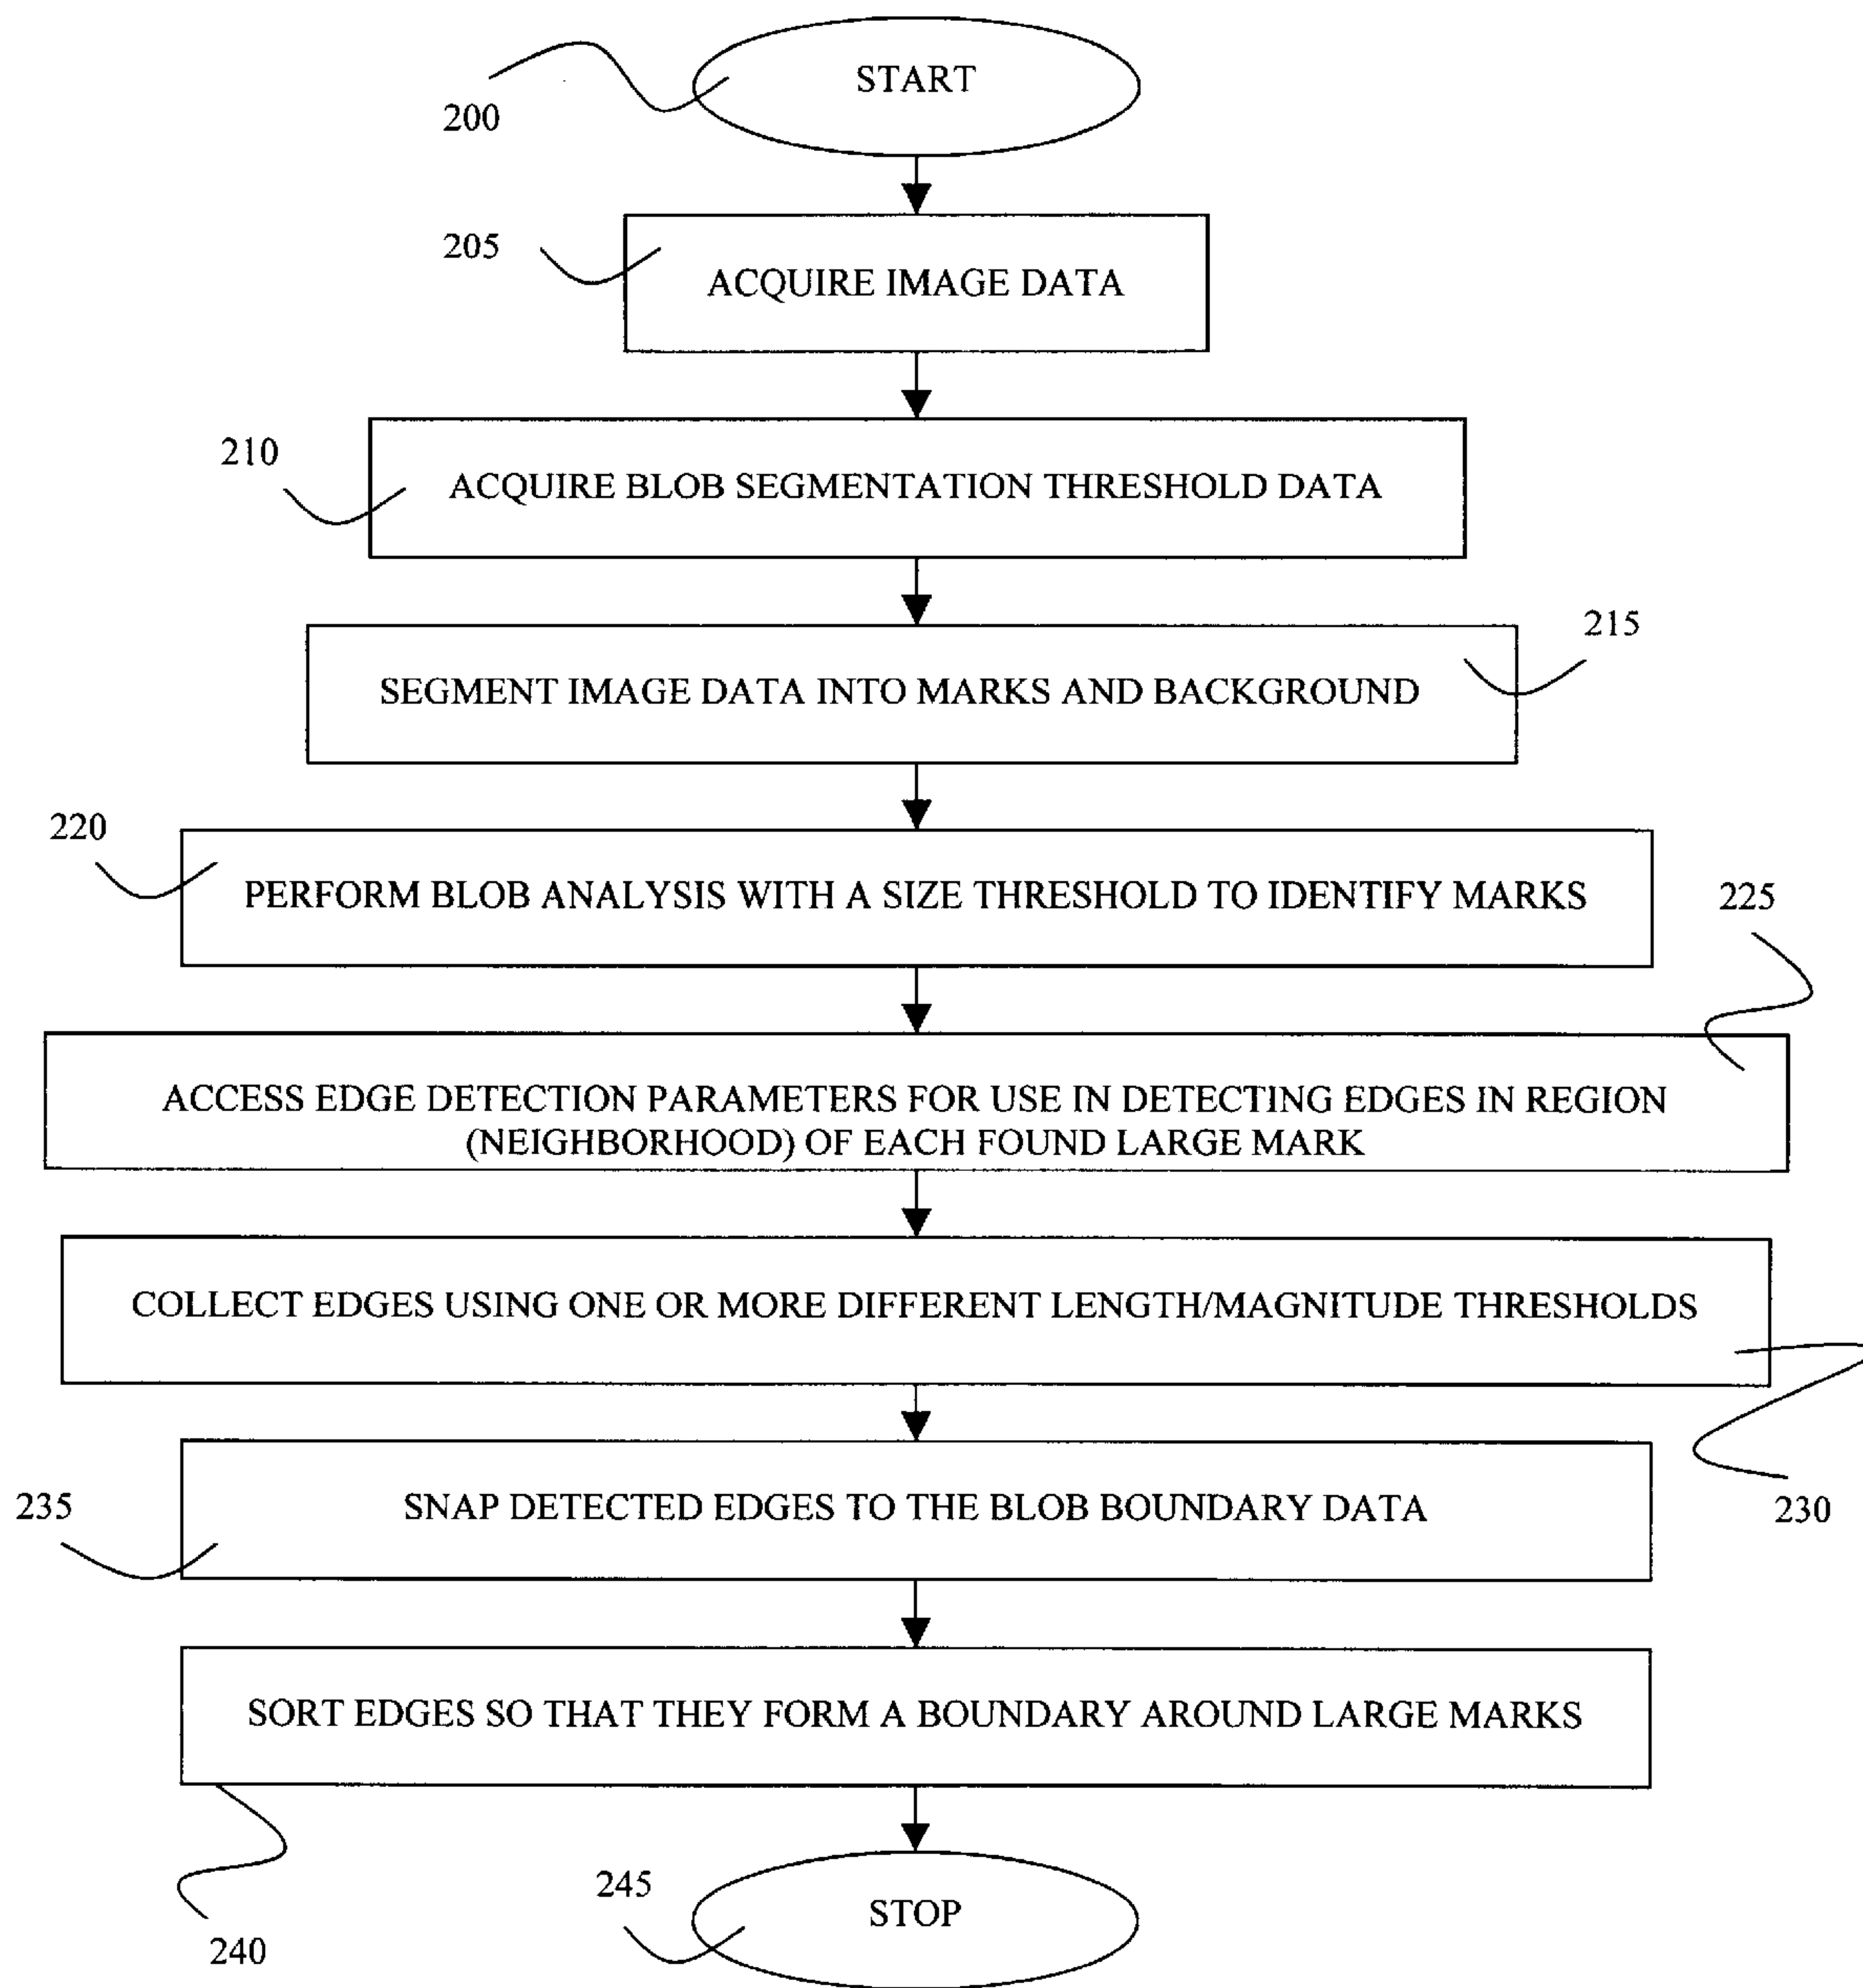 START
200
205
ACQUIRE IMAGE DATA
210
ACQUIRE BLOB SEGMENTATION THRESHOLD DATA
215
SEGMENT IMAGE DATA INTO MARKS AND BACKGROUND
220
PERFORM BLOB ANALYSIS WITH A SIZE THRESHOLD TO IDENTIFY MARKS
225
ACCESS EDGE DETECTION PARAMETERS FOR USE IN DETECTING EDGES IN REGION
(NEIGHBORHOOD) OF EACH FOUND LARGE MARK
COLLECT EDGES USING ONE OR MORE DIFFERENT LENGTH/MAGNITUDE THRESHOLDS
230
235
SNAP DETECTED EDGES TO THE BLOB BOUNDARY DATA
SORT EDGES SO THAT THEY FORM A BOUNDARY AROUND LARGE MARKS
240
245
STOP